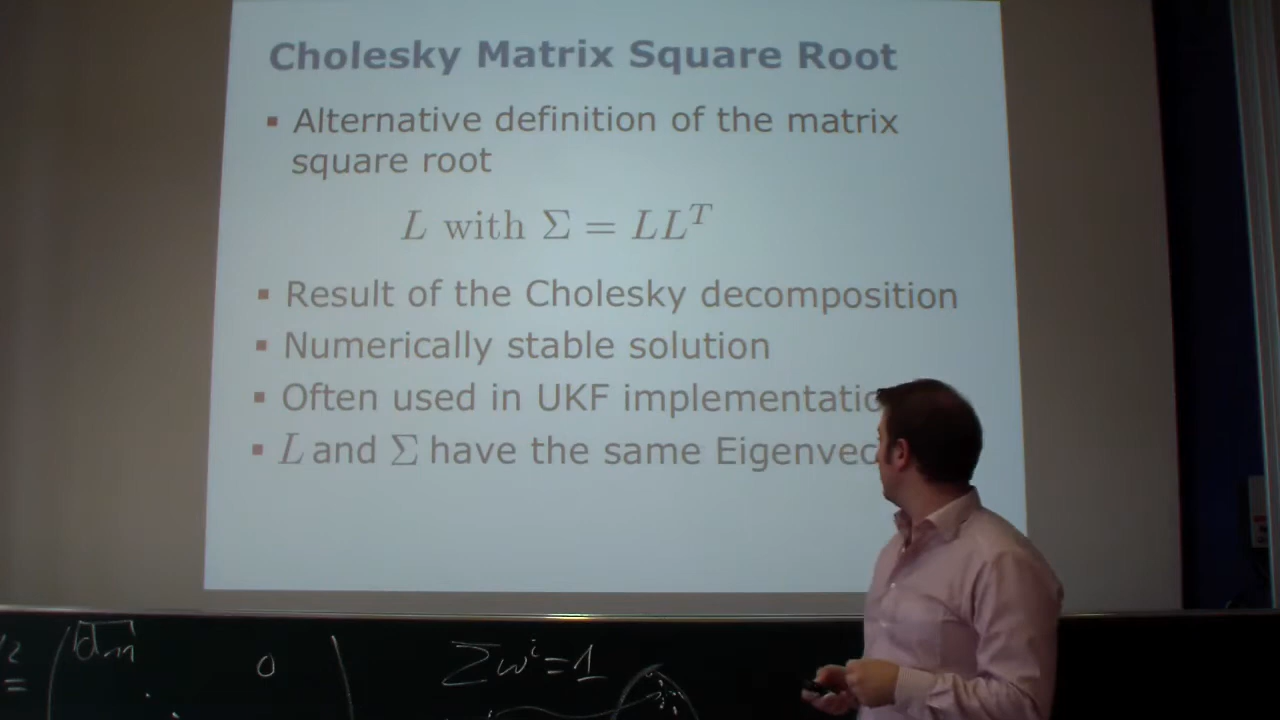 Cholesky Matrix Square Root
▪ Alternative definition of the matrix
square root
L with Σ = LL^T
▪ Result of the Cholesky decomposition
▪ Numerically stable solution
▪ Often used in UKF implementatio
▪ L and Σ have the same Eigenvec
0
∑ w^i = 1